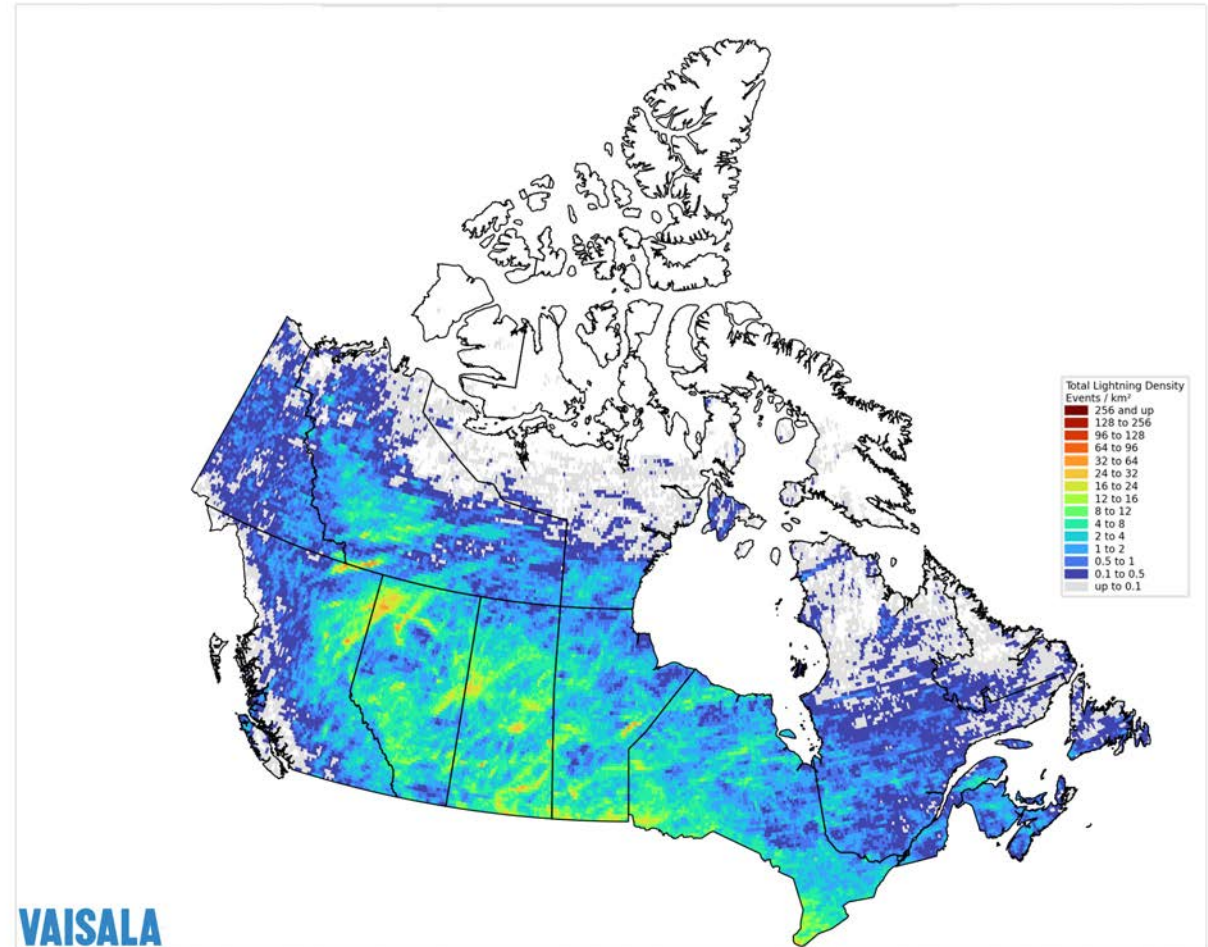 Total Lightning Density
Events / km²
256 and up
128 to 256
96 to 128
64 to 96
32 to 64
24 to 32
16 to 24
12 to 16
8 to 12
4 to 8
2 to 4
1 to 2
0.5 to 1
0.1 to 0.5
up to 0.1
VAISALA